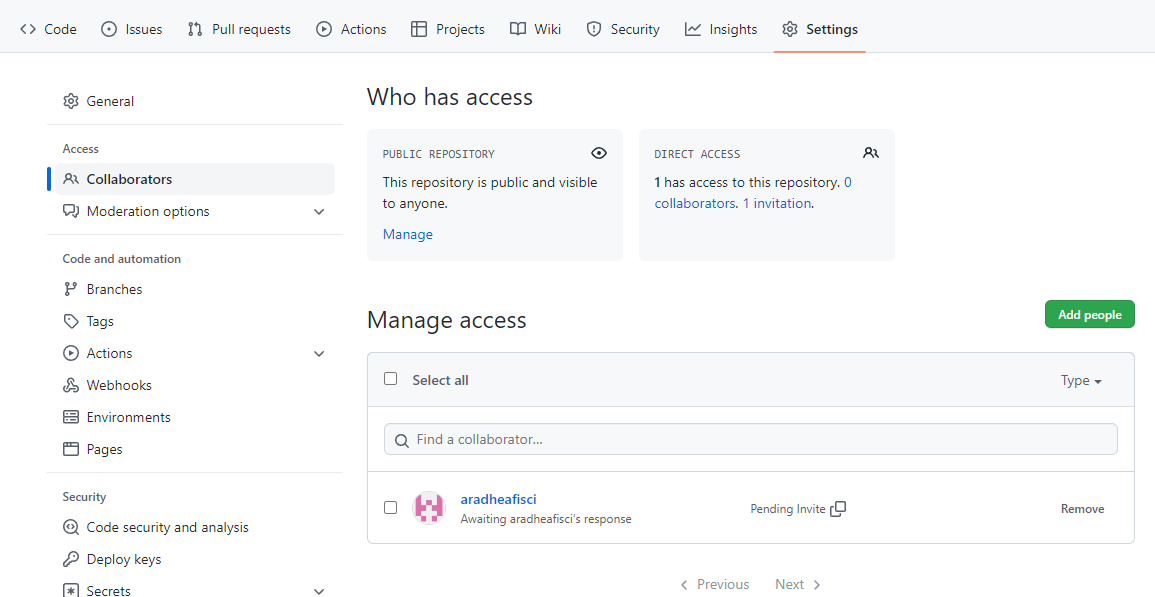 Code Issues Pull requests Actions Projects Wiki Security Insights Settings
General
Access
Collaborators
Moderation options
Code and automation
Branches
Tags
Actions
Webhooks
Environments
Pages
Security
Code security and analysis
Deploy keys
Secrets
Who has access
PUBLIC REPOSITORY
This repository is public and visible
to anyone.
Manage
DIRECT ACCESS
1 has access to this repository. 0
collaborators. 1 invitation.
Manage access
Add people
Select all
Type
Find a collaborator...
aradheafisci
Awaiting aradheafisci's response
Pending Invite
Remove
Previous Next